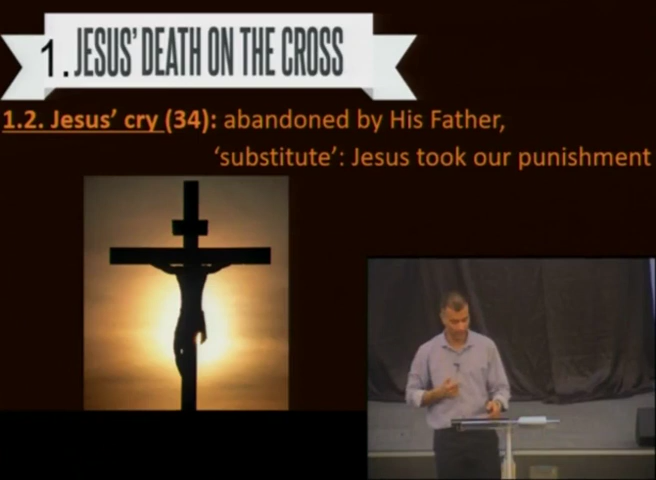 1. JESUS' DEATH ON THE CROSS
1.2. Jesus' cry (34): abandoned by His Father,
‘substitute’: Jesus took our punishment